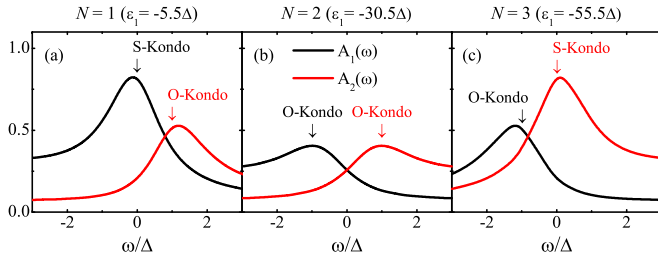 N = 1 (ε₁= -5.5Δ)
N = 2 (ε₁= -30.5Δ)
N = 3 (ε₁= -55.5Δ)
1.0
0.5
0.0
(a)
S-Kondo
O-Kondo
(b)
A₁(ω)
A₂(ω)
O-Kondo
O-Kondo
(c)
S-Kondo
O-Kondo
-2 0 2
-2 0 2
-2 0 2
ω/Δ
ω/Δ
ω/Δ